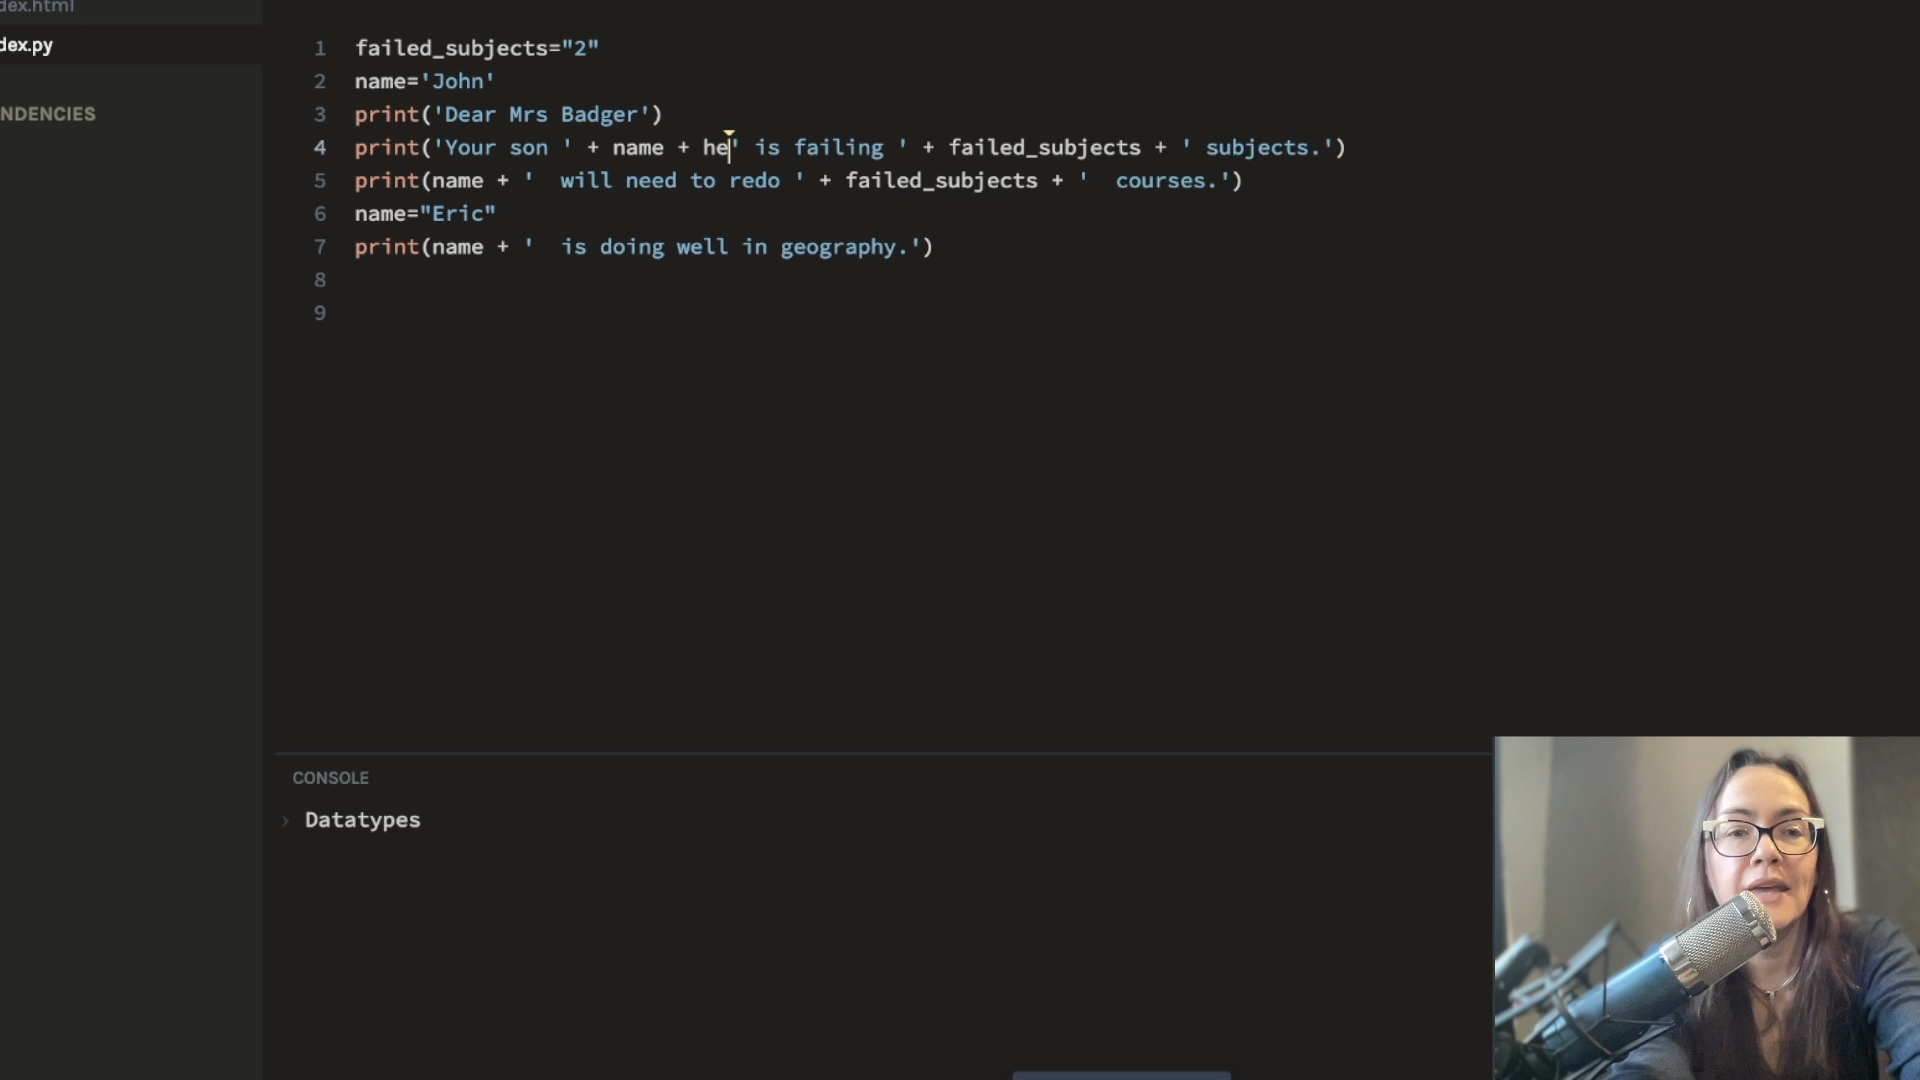 dex.html
dex.py
NDENCIES
1 failed_subjects="2"
2 name='John'
3 print('Dear Mrs Badger')
4 print('Your son ' + name + he' is failing ' + failed_subjects + ' subjects.')
5 print(name + '  will need to redo ' + failed_subjects + '  courses.')
6 name="Eric"
7 print(name + '  is doing well in geography.')
8
9
CONSOLE
› Datatypes